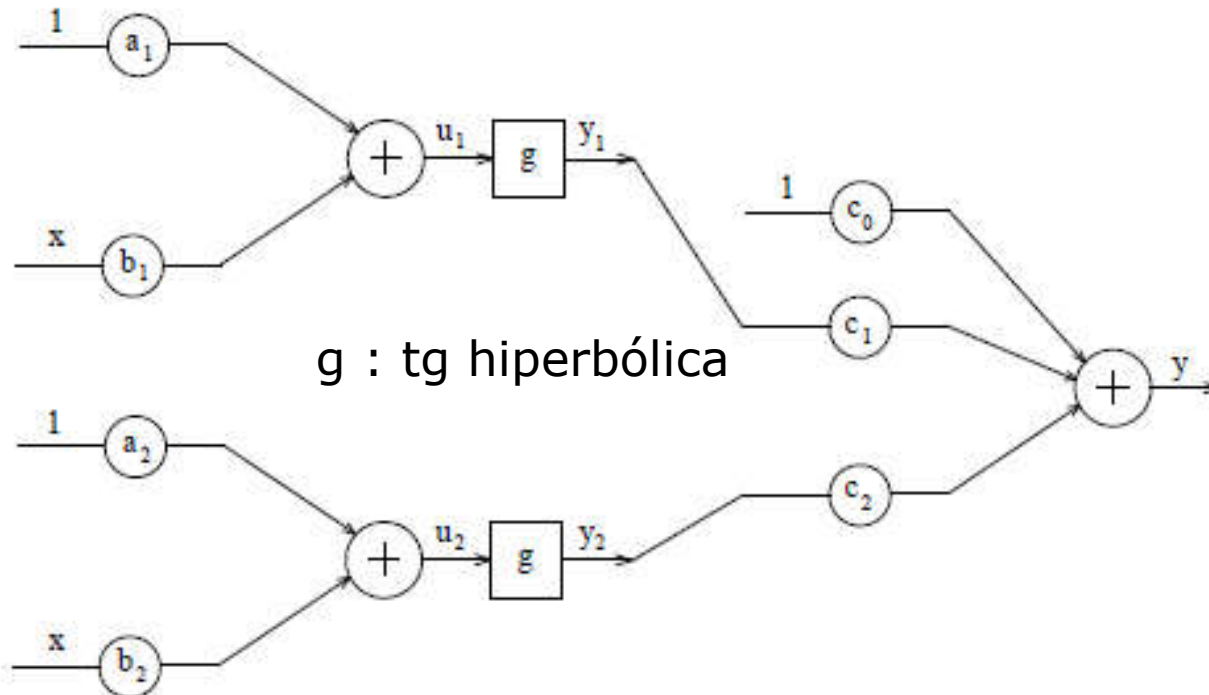 1
a₁
u₁
g
y₁
+
x
b₁
1
c₀
c₁
g : tg hiperbólica
+
y
1
a₂
c₂
u₂
g
y₂
+
x
b₂